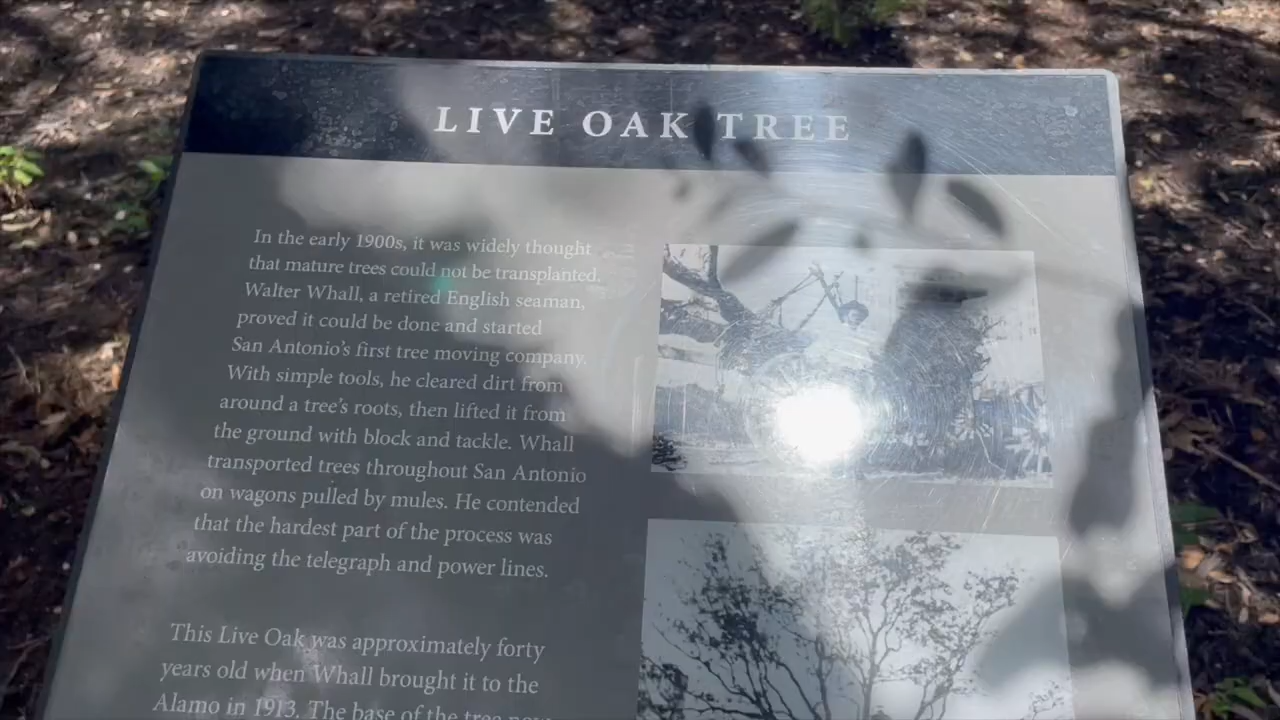 LIVE OAK TREE
In the early 1900s, it was widely thought
that mature trees could not be transplanted.
Walter Whall, a retired English seaman,
proved it could be done and started
San Antonio's first tree moving company.
With simple tools, he cleared dirt from
around a tree's roots, then lifted it from
the ground with block and tackle. Whall
transported trees throughout San Antonio
on wagons pulled by mules. He contended
that the hardest part of the process was
avoiding the telegraph and power lines.
This Live Oak was approximately forty
years old when Whall brought it to the
Alamo in 1913. The base of the tree now